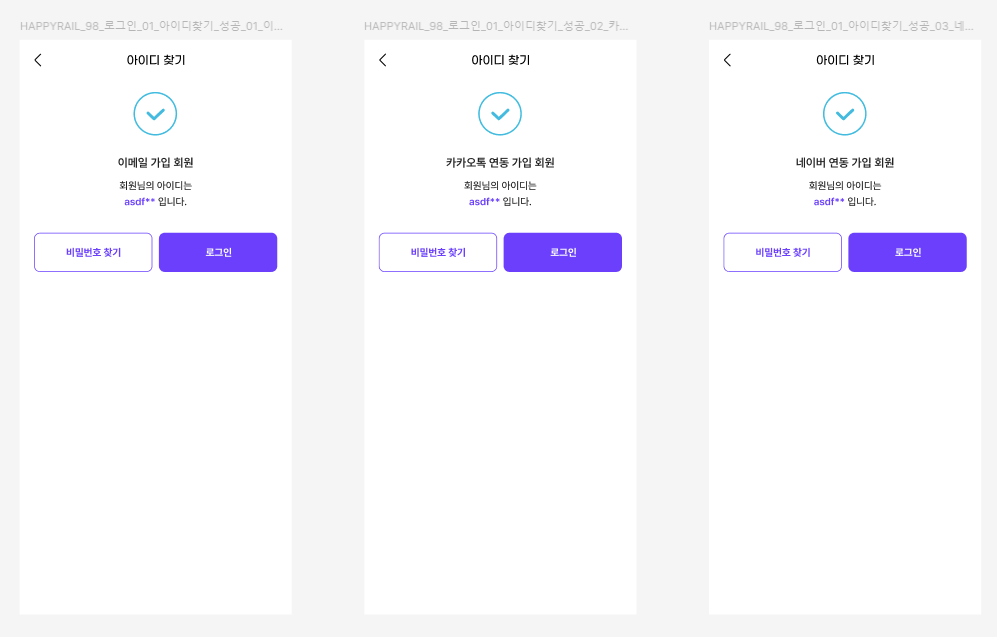 HAPPYRAIL_98_로그인_01_아이디찾기_성공_01_이...
아이디 찾기
이메일 가입 회원
회원님의 아이디는
asdf** 입니다.
비밀번호 찾기
로그인
HAPPYRAIL_98_로그인_01_아이디찾기_성공_02_카...
아이디 찾기
카카오톡 연동 가입 회원
회원님의 아이디는
asdf** 입니다.
비밀번호 찾기
로그인
HAPPYRAIL_98_로그인_01_아이디찾기_성공_03_네...
아이디 찾기
네이버 연동 가입 회원
회원님의 아이디는
asdf** 입니다.
비밀번호 찾기
로그인